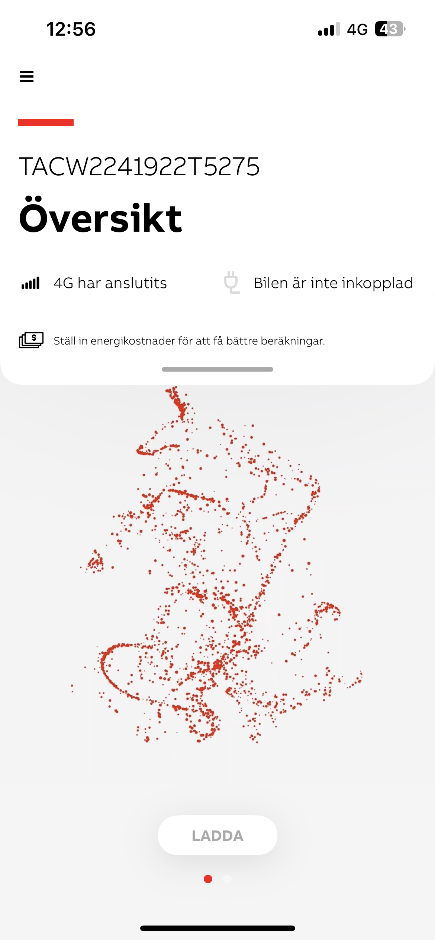 12:56
4G 43
TACW2241922T5275
Översikt
4G har anslutits
Bilen är inte inkopplad
Ställ in energikostnader för att få bättre beräkningar.
LADDA